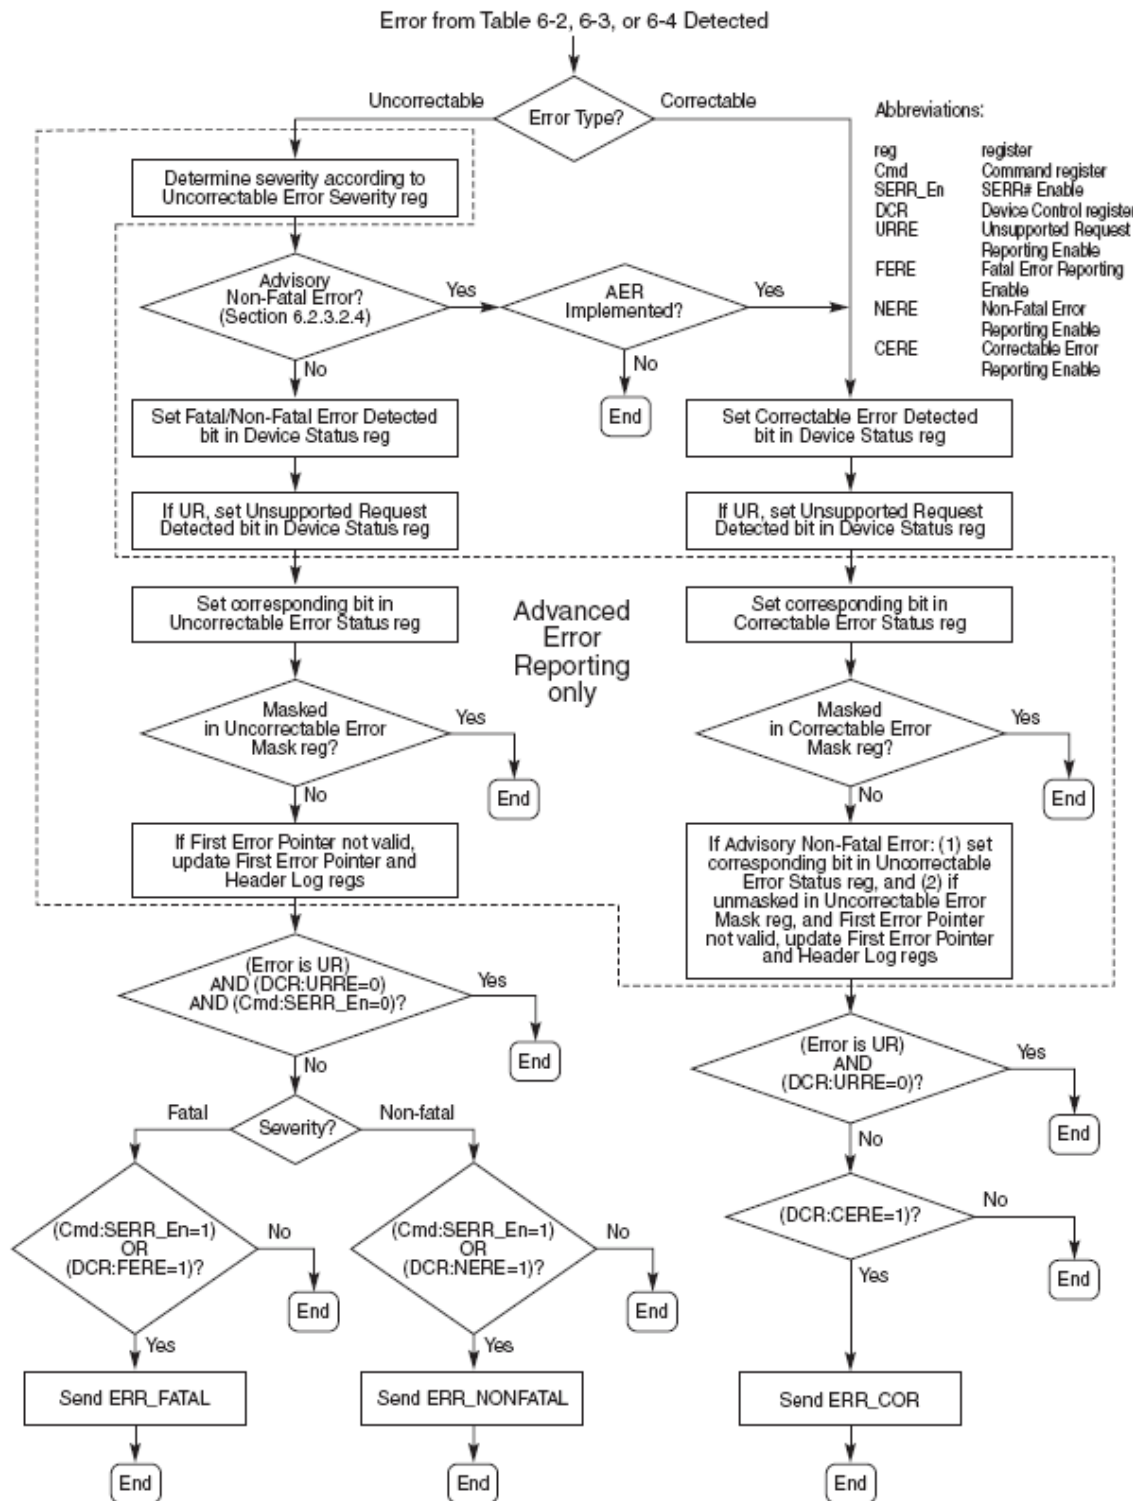 Error from Table 6-2, 6-3, or 6-4 Detected
Uncorrectable
Correctable
Error Type?
Abbreviations:
reg register
Cmd Command register
SERR_En SERR# Enable
DCR Device Control register
URRE Unsupported Request
Reporting Enable
FERE Fatal Error Reporting
Enable
NERE Non-Fatal Error
Reporting Enable
CERE Correctable Error
Reporting Enable
Determine severity according to
Uncorrectable Error Severity reg
Advisory
Non-Fatal Error?
(Section 6.2.3.2.4)
Yes
AER
Implemented?
Yes
No
No
End
Set Fatal/Non-Fatal Error Detected
bit in Device Status reg
Set Correctable Error Detected
bit in Device Status reg
If UR, set Unsupported Request
Detected bit in Device Status reg
If UR, set Unsupported Request
Detected bit in Device Status reg
Set corresponding bit in
Uncorrectable Error Status reg
Advanced
Error
Reporting
only
Set corresponding bit in
Correctable Error Status reg
Masked
in Uncorrectable Error
Mask reg?
Yes
End
No
Masked
in Correctable Error
Mask reg?
Yes
End
No
If First Error Pointer not valid,
update First Error Pointer and
Header Log regs
If Advisory Non-Fatal Error: (1) set
corresponding bit in Uncorrectable
Error Status reg, and (2) if
unmasked in Uncorrectable Error
Mask reg, and First Error Pointer
not valid, update First Error Pointer
and Header Log regs
(Error is UR)
AND (DCR:URRE=0)
AND (Cmd:SERR_En=0)?
Yes
End
No
(Error is UR)
AND
(DCR:URRE=0)?
Yes
End
No
Fatal
Severity?
Non-fatal
(Cmd:SERR_En=1)
OR
(DCR:FERE=1)?
No
End
Yes
(Cmd:SERR_En=1)
OR
(DCR:NERE=1)?
No
End
Yes
(DCR:CERE=1)?
No
End
Yes
Send ERR_FATAL
Send ERR_NONFATAL
Send ERR_COR
End
End
End